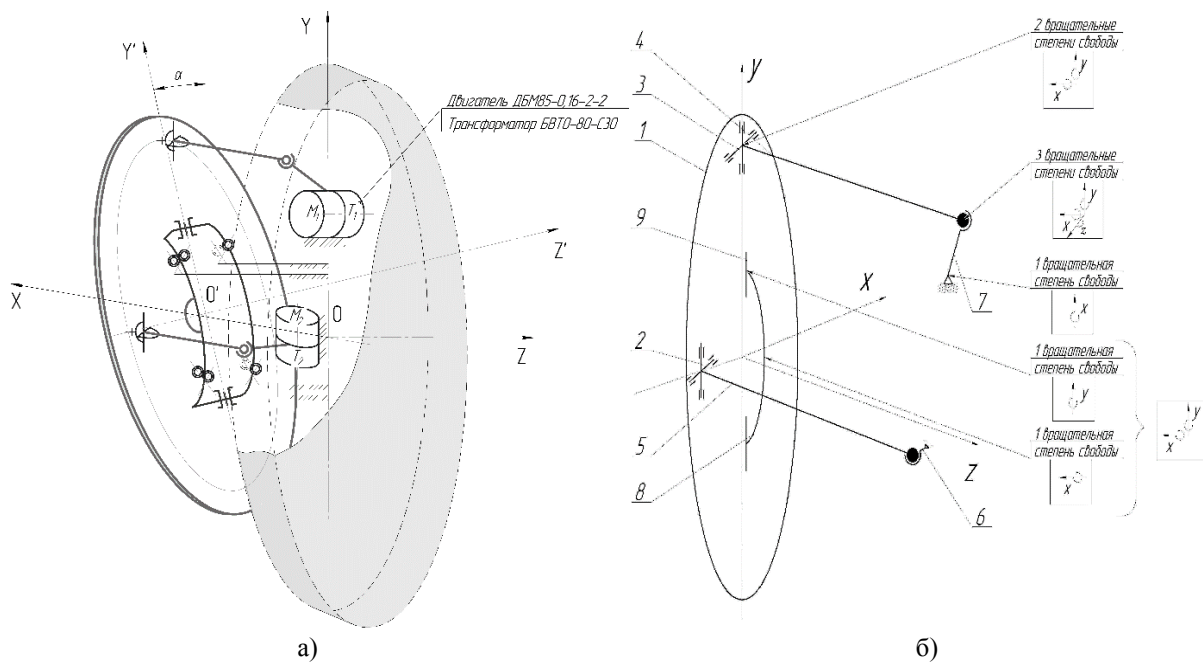 Y
Y'
α
Двигатель ДБМ85-0,16-2-2
Трансформатор БВТО-80-С30
M₁
T₁
Z'
X
O'
M₂
O
T₂
Z
а)
4
y
3
1
9
X
2
5
8
Z
6
7
2 вращательные
степени свободы
y
x
3 вращательные
степени свободы
y
x
z
1 вращательная
степень свободы
x
1 вращательная
степень свободы
y
1 вращательная
степень свободы
x
y
x
б)